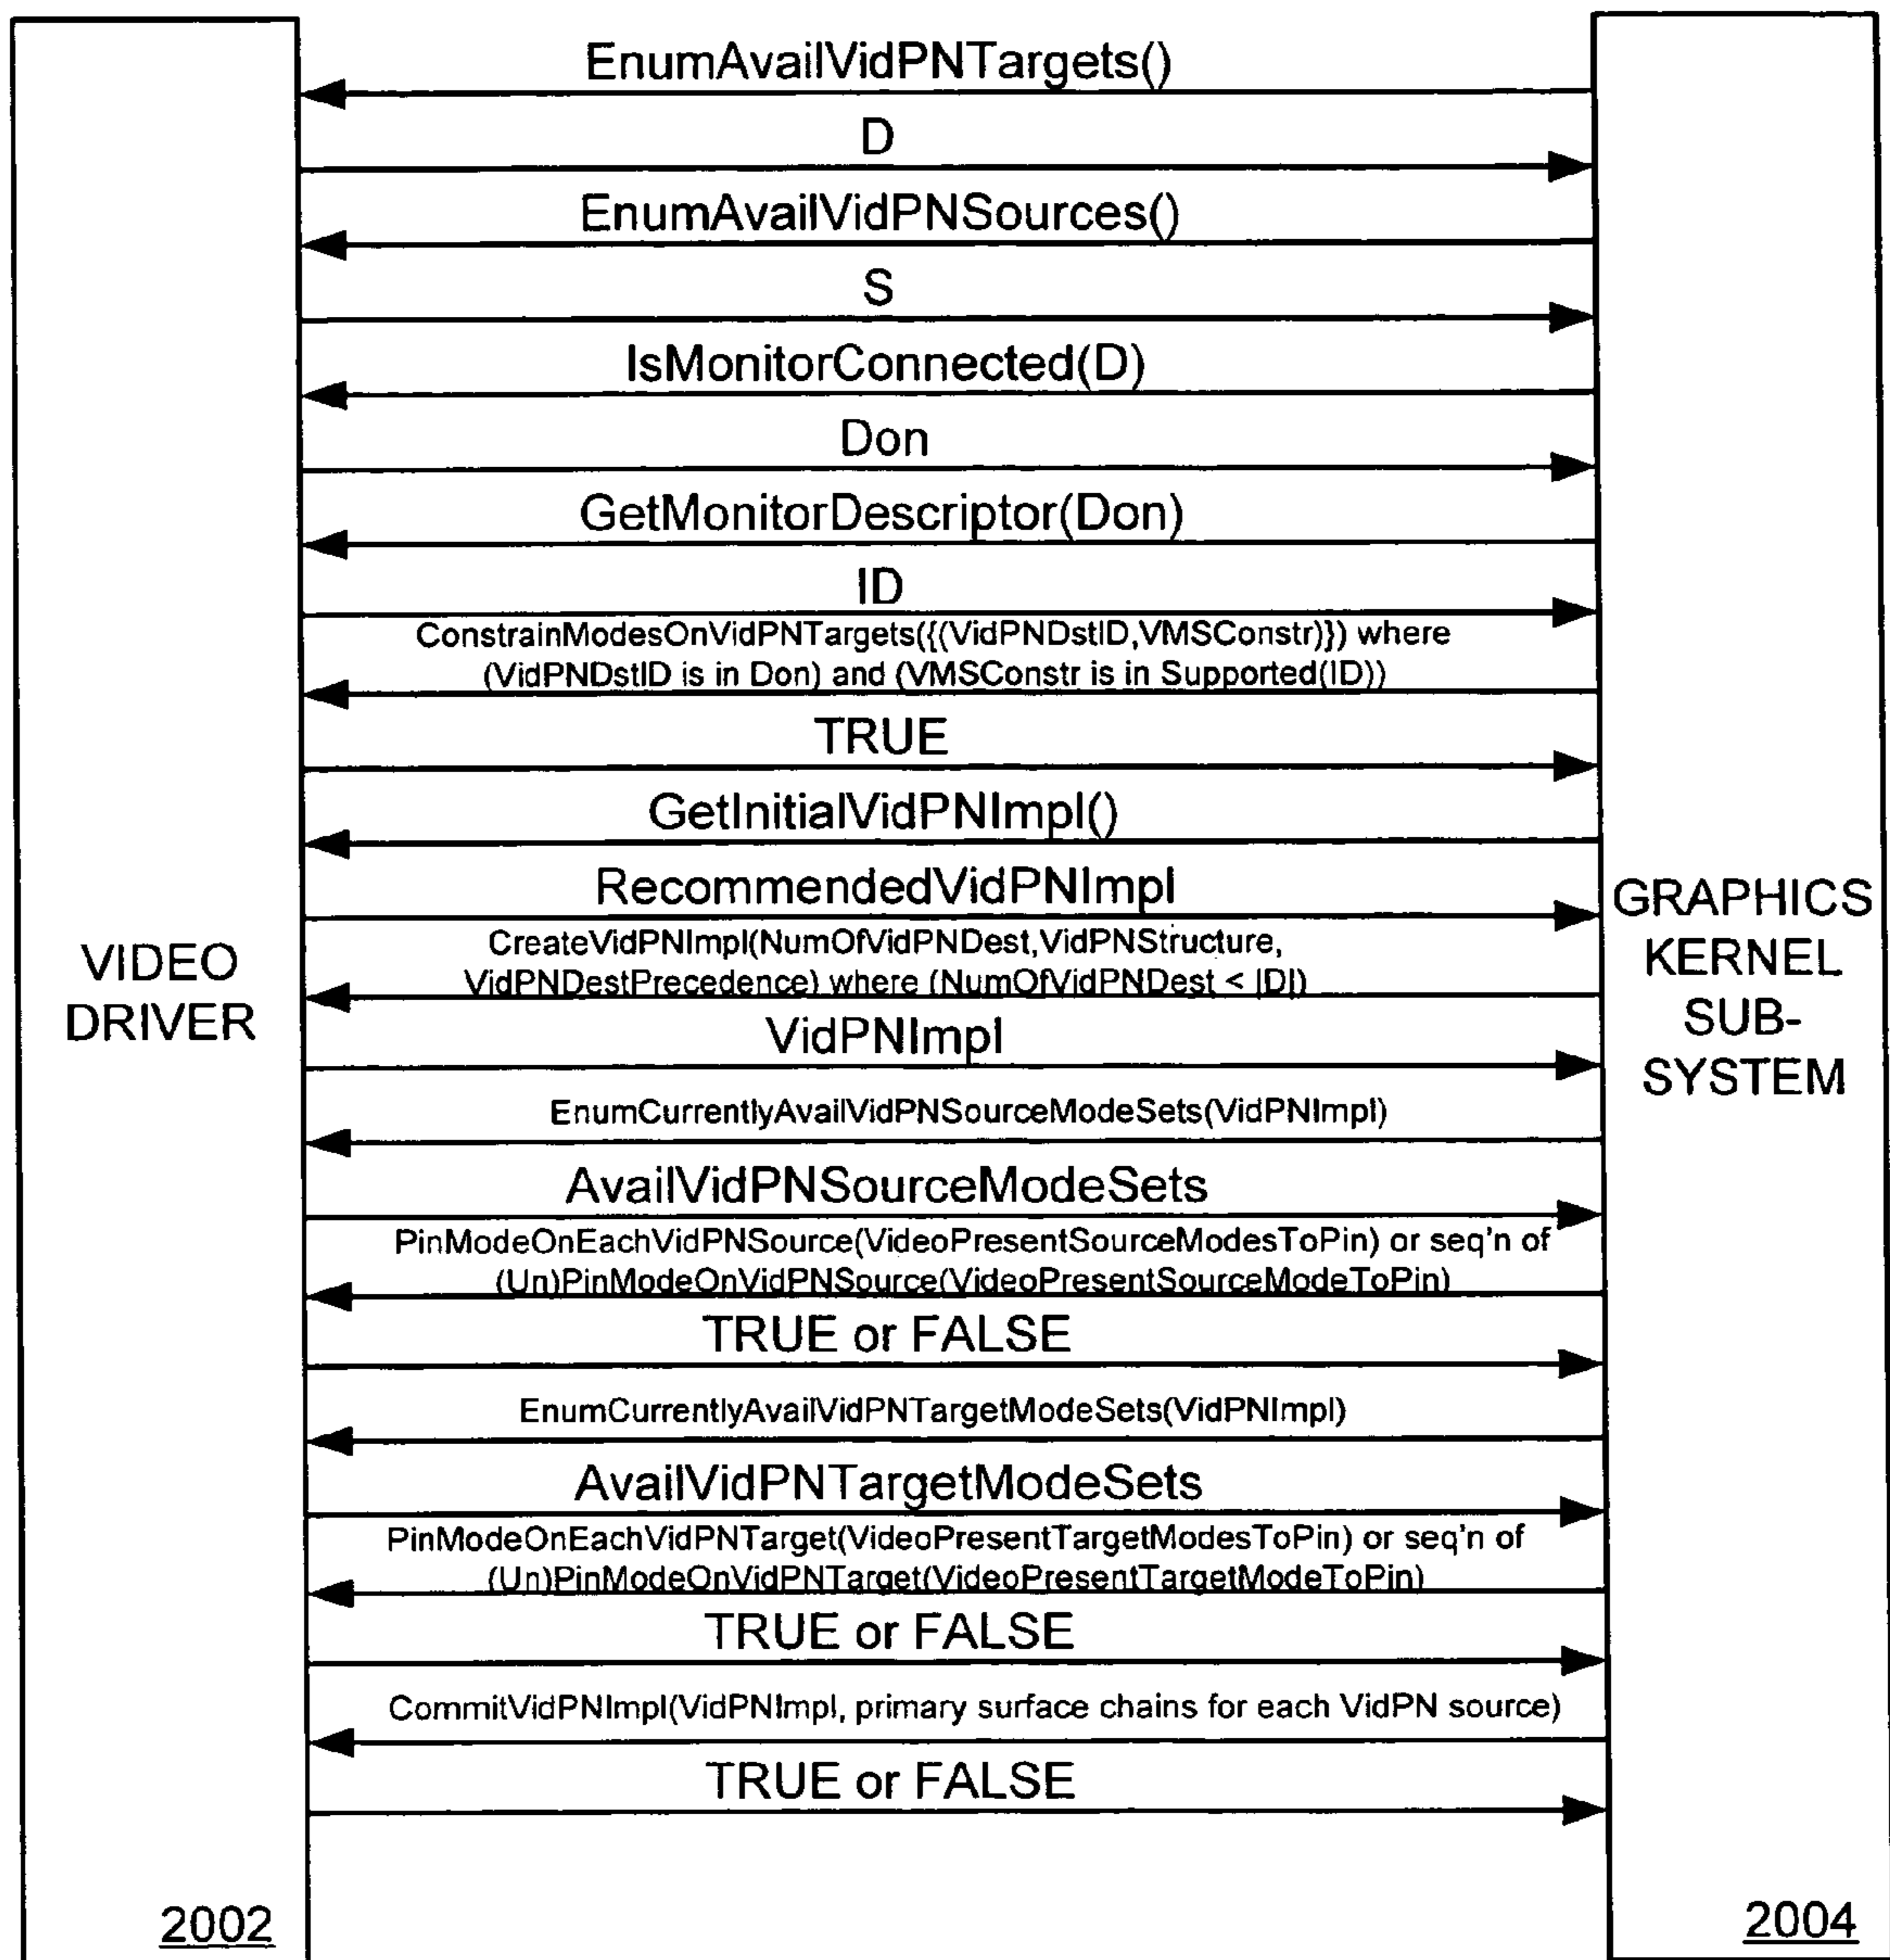 EnumAvailVidPNTargets()
D
EnumAvailVidPNSources()
S
IsMonitorConnected(D)
Don
GetMonitorDescriptor(Don)
ID
ConstrainModesOnVidPNTargets({(VidPNDstID,VMSConstr)}) where
(VidPNDstID is in Don) and (VMSConstr is in Supported(ID))
TRUE
GetInitialVidPNImpl()
RecommendedVidPNImpl
CreateVidPNImpl(NumOfVidPNDest,VidPNStructure,
VidPNDestPrecedence) where (NumOfVidPNDest < |D|)
VidPNImpl
EnumCurrentlyAvailVidPNSourceModeSets(VidPNImpl)
AvailVidPNSourceModeSets
PinModeOnEachVidPNSource(VideoPresentSourceModesToPin) or seq'n of
(Un)PinModeOnVidPNSource(VideoPresentSourceModeToPin)
TRUE or FALSE
EnumCurrentlyAvailVidPNTargetModeSets(VidPNImpl)
AvailVidPNTargetModeSets
PinModeOnEachVidPNTarget(VideoPresentTargetModesToPin) or seq'n of
(Un)PinModeOnVidPNTarget(VideoPresentTargetModeToPin)
TRUE or FALSE
CommitVidPNImpl(VidPNImpl, primary surface chains for each VidPN source)
TRUE or FALSE
VIDEO
DRIVER
2002
GRAPHICS
KERNEL
SUB-
SYSTEM
2004